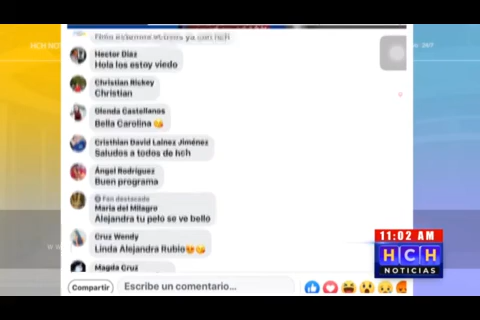 Hector Diaz
Hola los estoy viedo
Christian Rickey
Christian
Glenda Castellanos
Bella Carolina 😋
Cristhian David Lainez Jiménez
Saludos a todos de hch
Ángel Rodríguez
Buen programa
Fan destacado
Maria del Milagro
Alejandra tu pelo se ve bello
Cruz Wendy
Linda Alejandra Rubio😍😋
Magda Cruz
Compartir
Escribe un comentario...
11:02 AM
HCH
NOTICIAS